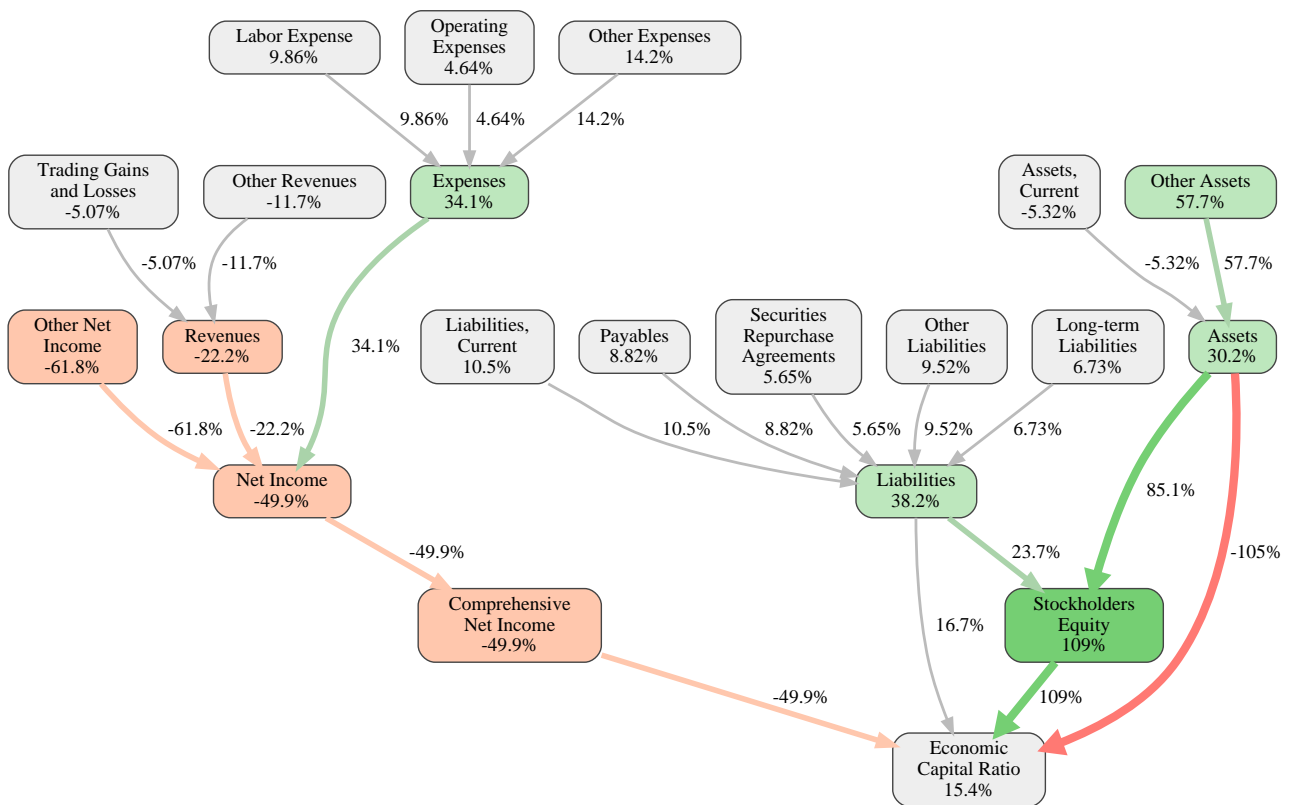 Labor Expense
9.86%
Operating
Expenses
4.64%
Other Expenses
14.2%
9.86%
4.64%
14.2%
Trading Gains
and Losses
-5.07%
Other Revenues
-11.7%
Expenses
34.1%
Assets,
Current
-5.32%
Other Assets
57.7%
-5.07%
-11.7%
-5.32%
57.7%
Other Net
Income
-61.8%
Revenues
-22.2%
34.1%
Liabilities,
Current
10.5%
Payables
8.82%
Securities
Repurchase
Agreements
5.65%
Other
Liabilities
9.52%
Long-term
Liabilities
6.73%
Assets
30.2%
-61.8%
-22.2%
10.5%
8.82%
5.65%
9.52%
6.73%
Net Income
-49.9%
Liabilities
38.2%
85.1%
-49.9%
23.7%
-105%
Comprehensive
Net Income
-49.9%
16.7%
Stockholders
Equity
109%
-49.9%
109%
Economic
Capital Ratio
15.4%